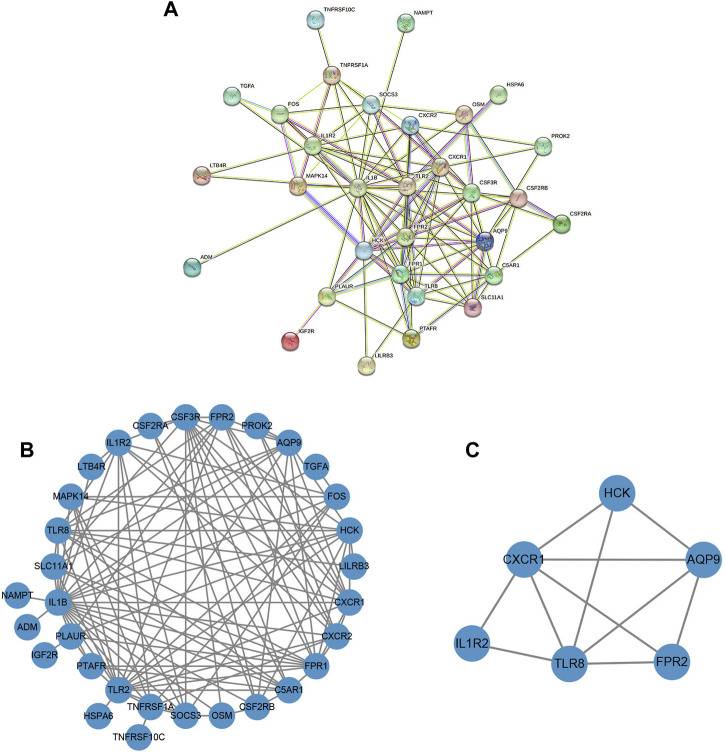 A
TNFRSF10C
NAMPT
TNFRSF1A
HSPA6
TGFA
SOCS3
OSM
FOS
CXCR2
IL1R2
PROK2
CXCR1
LTB4R
MAPK14
IL1B
TLR2
CSF3R
CSF2RB
CSF2RA
FPR2
AQP9
HCK
ADM
FPR1
C5AR1
PLAUR
TLR8
SLC11A1
IGF2R
PTAFR
LILRB3
B
CSF3R
FPR2
CSF2RA
PROK2
IL1R2
AQP9
LTB4R
TGFA
MAPK14
FOS
TLR8
HCK
SLC11A1
LILRB3
NAMPT
IL1B
CXCR1
ADM
PLAUR
CXCR2
IGF2R
PTAFR
FPR1
TLR2
C5AR1
HSPA6
TNFRSF1A
SOCS3
OSM
CSF2RB
TNFRSF10C
C
HCK
CXCR1
AQP9
IL1R2
TLR8
FPR2